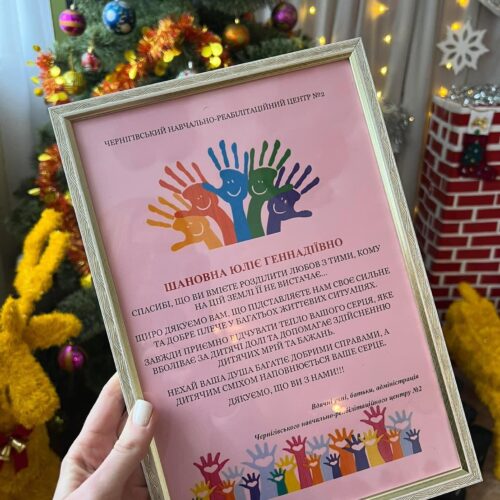 ЧЕРНІГІВСЬКИЙ НАВЧАЛЬНО-РЕАБІЛІТАЦІЙНИЙ ЦЕНТР №2
ШАНОВНА ЮЛІЄ ГЕННАДІЇВНО
СПАСИБІ, ЩО ВИ ВМІЄТЕ РОЗДІЛИТИ ЛЮБОВ З ТИМИ, КОМУ
НА ЦІЙ ЗЕМЛІ ЇЇ НЕ ВИСТАЧАЄ...
ЩИРО ДЯКУЄМО ВАМ, ЩО ПІДСТАВЛЯЄТЕ НАМ СВОЄ СИЛЬНЕ
ТА ДОБРЕ ПЛЕЧЕ У БАГАТЬОХ ЖИТТЄВИХ СИТУАЦІЯХ.
ЗАВЖДИ ПРИЄМНО ВІДЧУВАТИ ТЕПЛО ВАШОГО СЕРЦЯ, ЯКЕ
ВБОЛІВАЄ ЗА ДИТЯЧІ ДОЛІ ТА ДОПОМАГАЄ ЗДІЙСНЕННЮ
ДИТЯЧИХ МРІЙ ТА БАЖАНЬ.
НЕХАЙ ВАША ДУША БАГАТІЄ ДОБРИМИ СПРАВАМИ, А
ДИТЯЧИМ СМІХОМ НАПОВНЮЄТЬСЯ ВАШЕ СЕРЦЕ.
ДЯКУЄМО, ЩО ВИ З НАМИ!!!
Вдячні діти, батьки, адміністрація
Чернігівського навчально-реабілітаційного центру №2